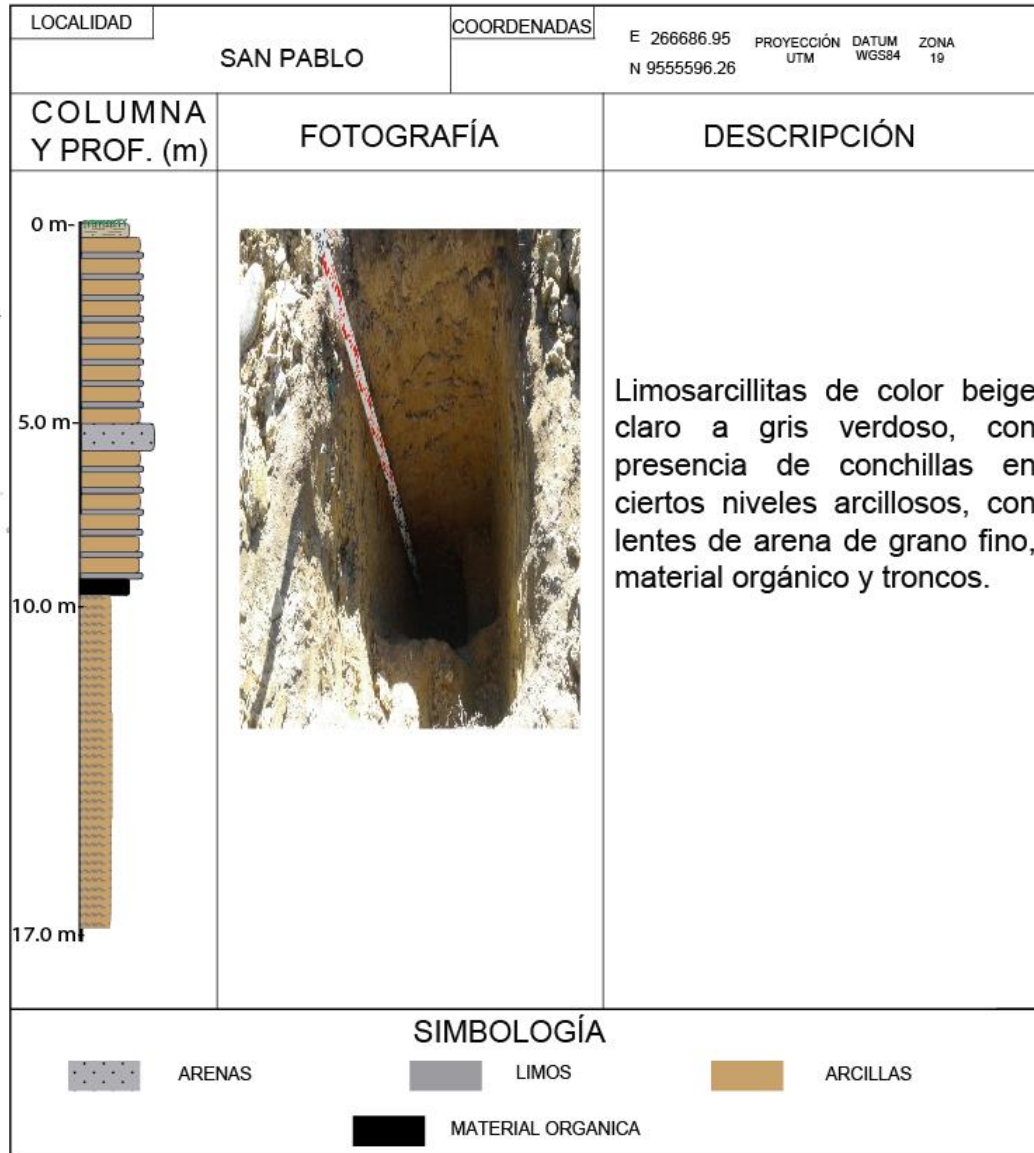 LOCALIDAD
SAN PABLO
COORDENADAS
E 266686.95
N 9555596.26
PROYECCIÓN
UTM
DATUM
WGS84
ZONA
19
COLUMNA
Y PROF. (m)
FOTOGRAFÍA
DESCRIPCIÓN
0 m-
5.0 m
10.0 m
17.0 m
Limosarcillitas de color beige
claro a gris verdoso, con
presencia de conchillas en
ciertos niveles arcillosos, con
lentes de arena de grano fino,
material orgánico y troncos.
SIMBOLOGÍA
ARENAS
LIMOS
ARCILLAS
MATERIAL ORGANICA